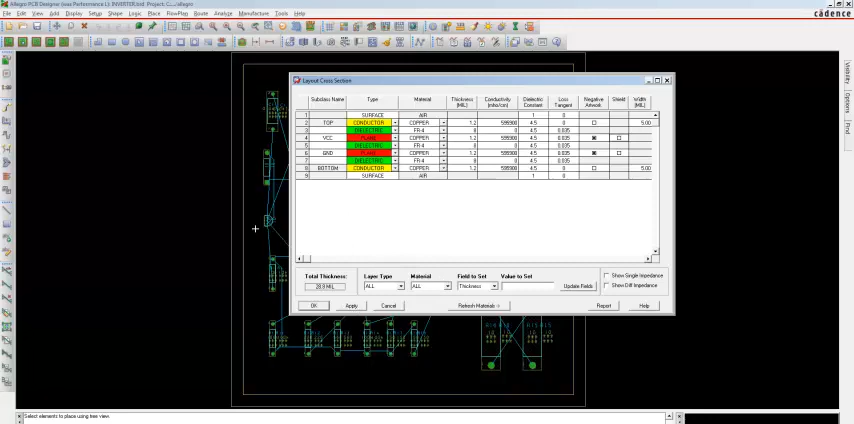 Allegro PCB Designer (was Performance L): INVERTER.brd Project: C:.../allegro
File Edit View Add Display Setup Shape Logic Place FlowPlan Route Analyze Manufacture Tools Help
cādence
Visibility
Options
Find
Layout Cross Section
Subclass Name Type Material Thickness (MIL) Conductivity (mho/cm) Dielectric Constant Loss Tangent Negative Artwork Shield Width (MIL)
1 SURFACE AIR 1 0
2 TOP CONDUCTOR COPPER 1.2 595900 4.5 0 5.00
3 DIELECTRIC FR-4 8 0 4.5 0.035
4 VCC PLANE COPPER 1.2 595900 4.5 0.035
5 DIELECTRIC FR-4 8 0 4.5 0.035
6 GND PLANE COPPER 1.2 595900 4.5 0.035
7 DIELECTRIC FR-4 8 0 4.5 0.035
8 BOTTOM CONDUCTOR COPPER 1.2 595900 4.5 0 5.00
9 SURFACE AIR 1 0
Total Thickness: Layer Type Material Field to Set Value to Set
28.8 MIL ALL ALL Thickness Update Fields
Show Single Impedance
Show Diff Impedance
OK Apply Cancel Refresh Materials -> Report Help
Select elements to place using tree view.